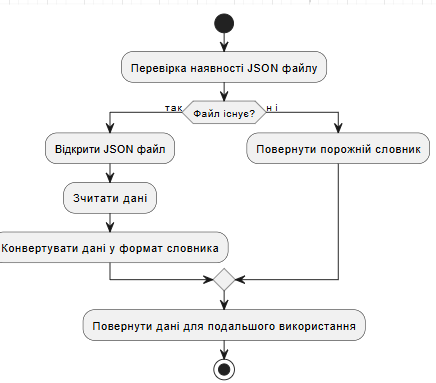 Перевірка наявності JSON файлу
так
Файл існує?
ні
Відкрити JSON файл
Повернути порожній словник
Зчитати дані
Конвертувати дані у формат словника
Повернути дані для подальшого використання